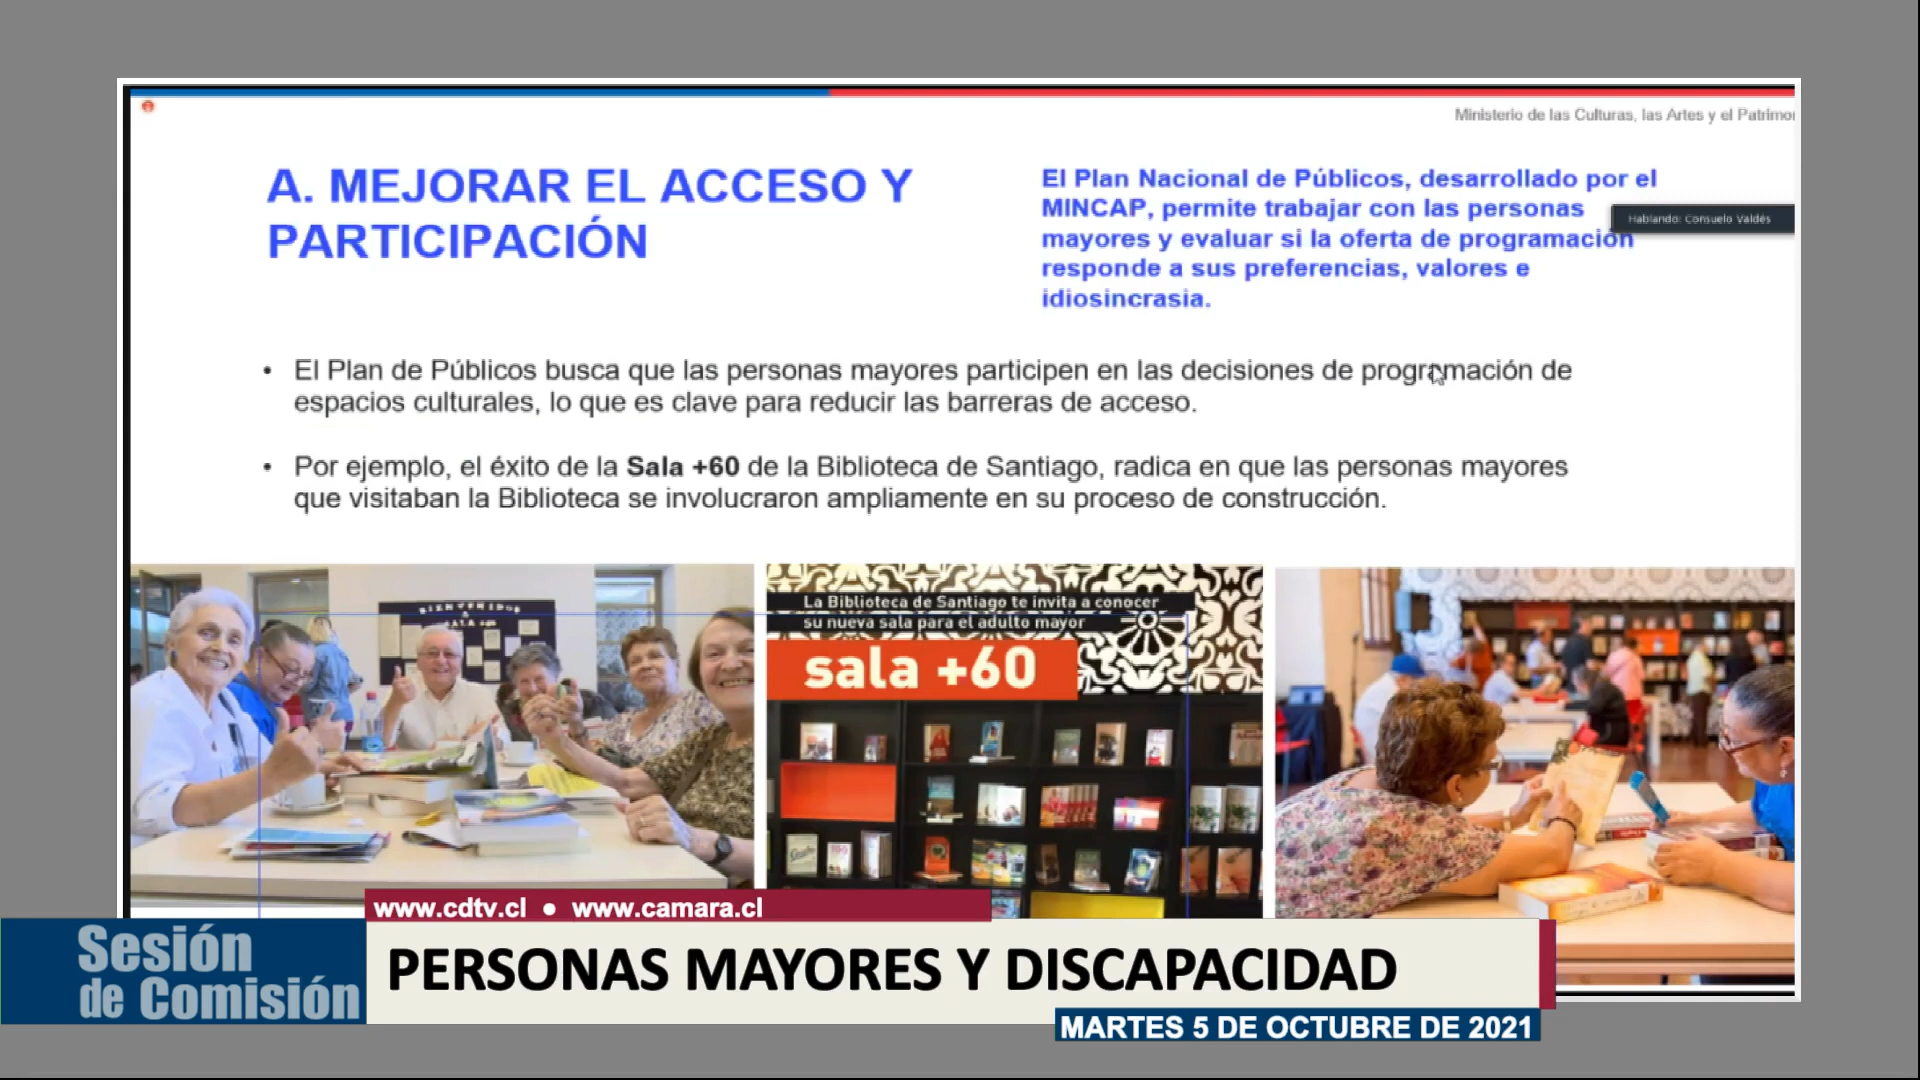 Ministerio de las Culturas, las Artes y el Patrimo
A. MEJORAR EL ACCESO Y
PARTICIPACIÓN
El Plan Nacional de Públicos, desarrollado por el
MINCAP, permite trabajar con las personas
mayores y evaluar si la oferta de programación
responde a sus preferencias, valores e
idiosincrasia.
Hablando: Consuelo Valdés
• El Plan de Públicos busca que las personas mayores participen en las decisiones de programación de
espacios culturales, lo que es clave para reducir las barreras de acceso.
• Por ejemplo, el éxito de la Sala +60 de la Biblioteca de Santiago, radica en que las personas mayores
que visitaban la Biblioteca se involucraron ampliamente en su proceso de construcción.
BIENVENIDOS
A
SALA +60
La Biblioteca de Santiago te invita a conocer
su nueva sala para el adulto mayor
sala +60
www.cdtv.cl ● www.camara.cl
Sesión
de Comisión
PERSONAS MAYORES Y DISCAPACIDAD
MARTES 5 DE OCTUBRE DE 2021